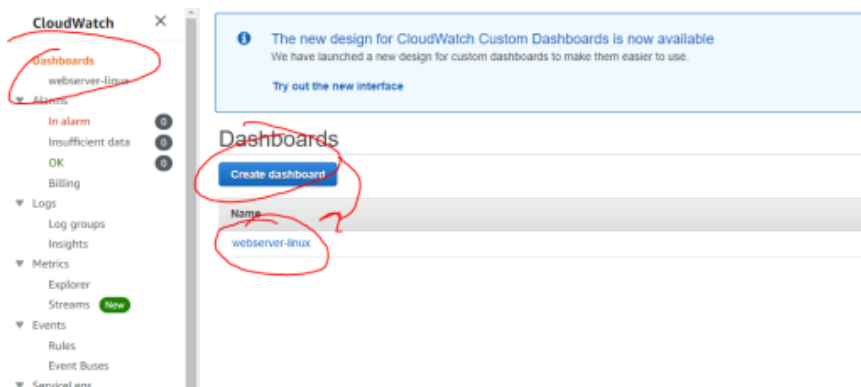 CloudWatch
Dashboards
webserver-linux
Alarms
In alarm 0
Insufficient data 0
OK 0
Billing
Logs
Log groups
Insights
Metrics
Explorer
Streams New
Events
Rules
Event Buses
ServiceLens
The new design for CloudWatch Custom Dashboards is now available
We have launched a new design for custom dashboards to make them easier to use.
Try out the new interface
Dashboards
Create dashboard
Name
webserver-linux